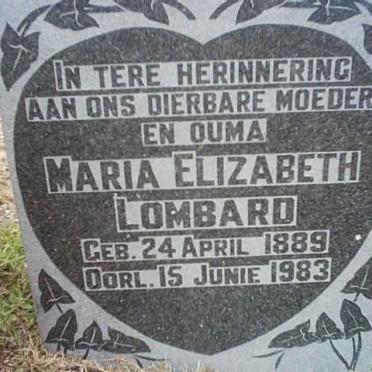 IN TERE HERINNERING
AAN ONS DIERBARE MOEDER
EN OUMA
MARIA ELIZABETH
LOMBARD
GEB. 24 APRIL 1889
OORL. 15 JUNIE 1983